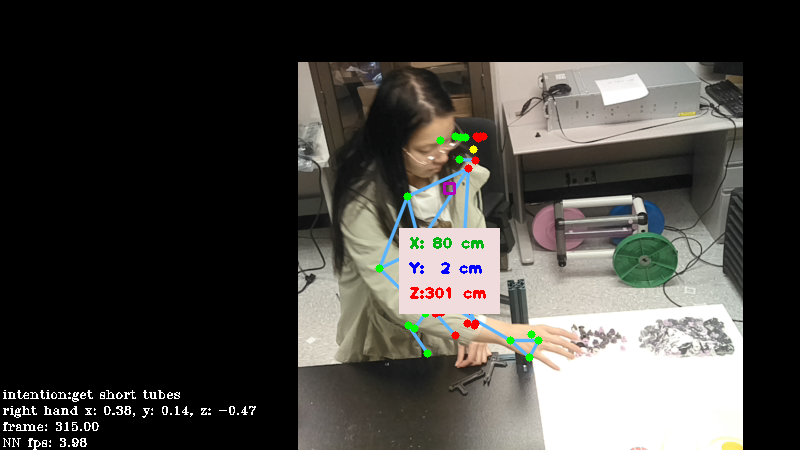 X: 80 cm
Y: 2 cm
Z:301 cm
intention:get short tubes
right hand x: 0.38, y: 0.14, z: −0.47
frame: 315.00
NN fps: 3.98